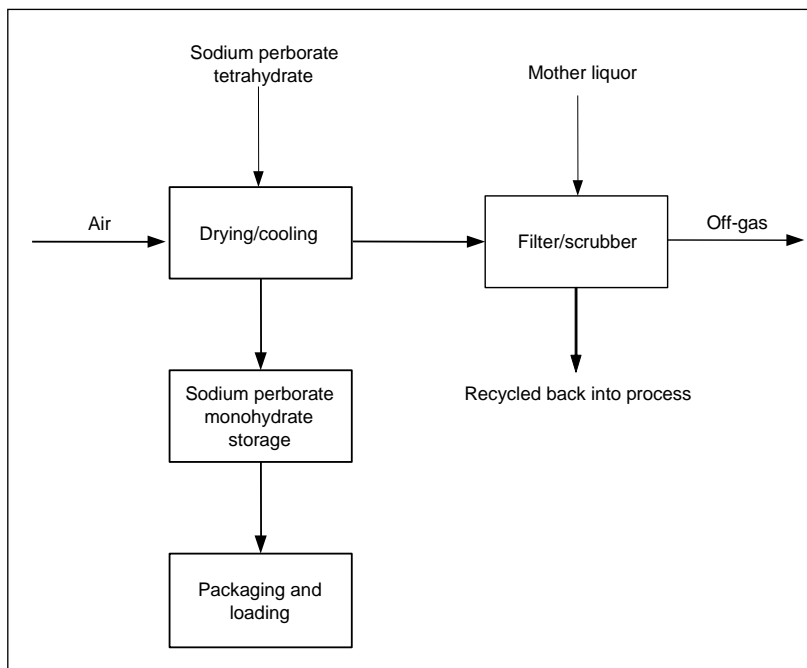 Sodium perborate
tetrahydrate
Mother liquor
Air
Drying/cooling
Filter/scrubber
Off-gas
Sodium perborate
monohydrate
storage
Recycled back into process
Packaging and
loading